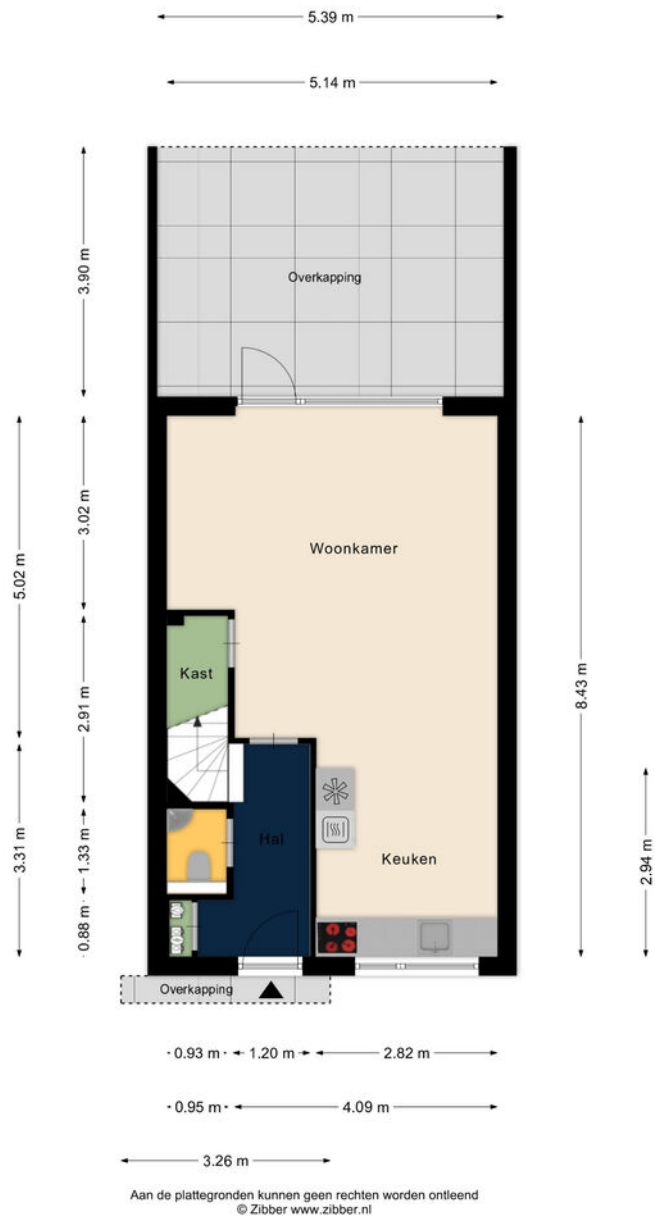 5.39 m
5.14 m
3.90 m
Overkapping
3.02 m
5.02 m
Woonkamer
Kast
2.91 m
8.43 m
3.31 m
1.33 m
Hal
Keuken
2.94 m
0.88 m
Overkapping
0.93 m
1.20 m
2.82 m
0.95 m
4.09 m
3.26 m
Aan de plattegronden kunnen geen rechten worden ontleend
© Zibber www.zibber.nl